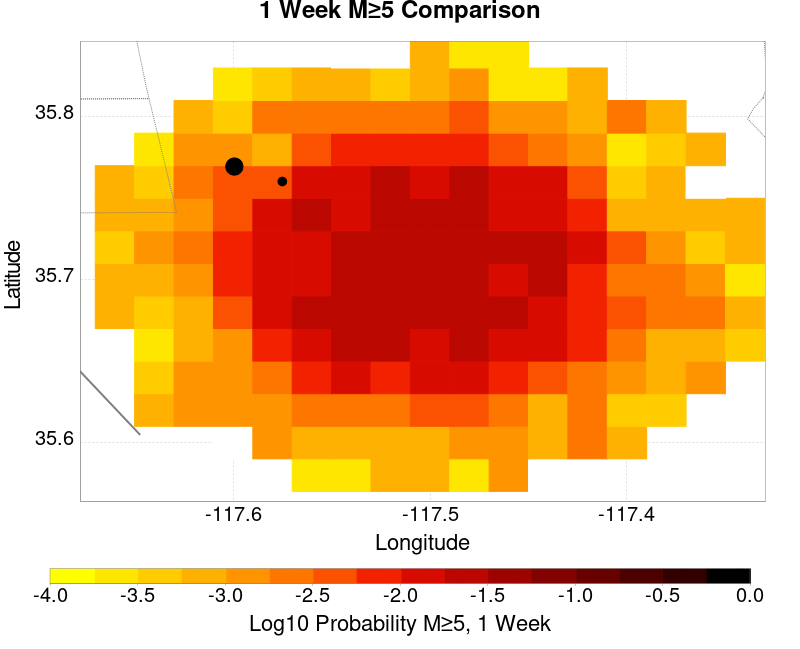 1 Week M≥5 Comparison
35.8
35.7
35.6
Latitude
-117.6 -117.5 -117.4
Longitude
-4.0 -3.5 -3.0 -2.5 -2.0 -1.5 -1.0 -0.5 0.0
Log10 Probability M≥5, 1 Week